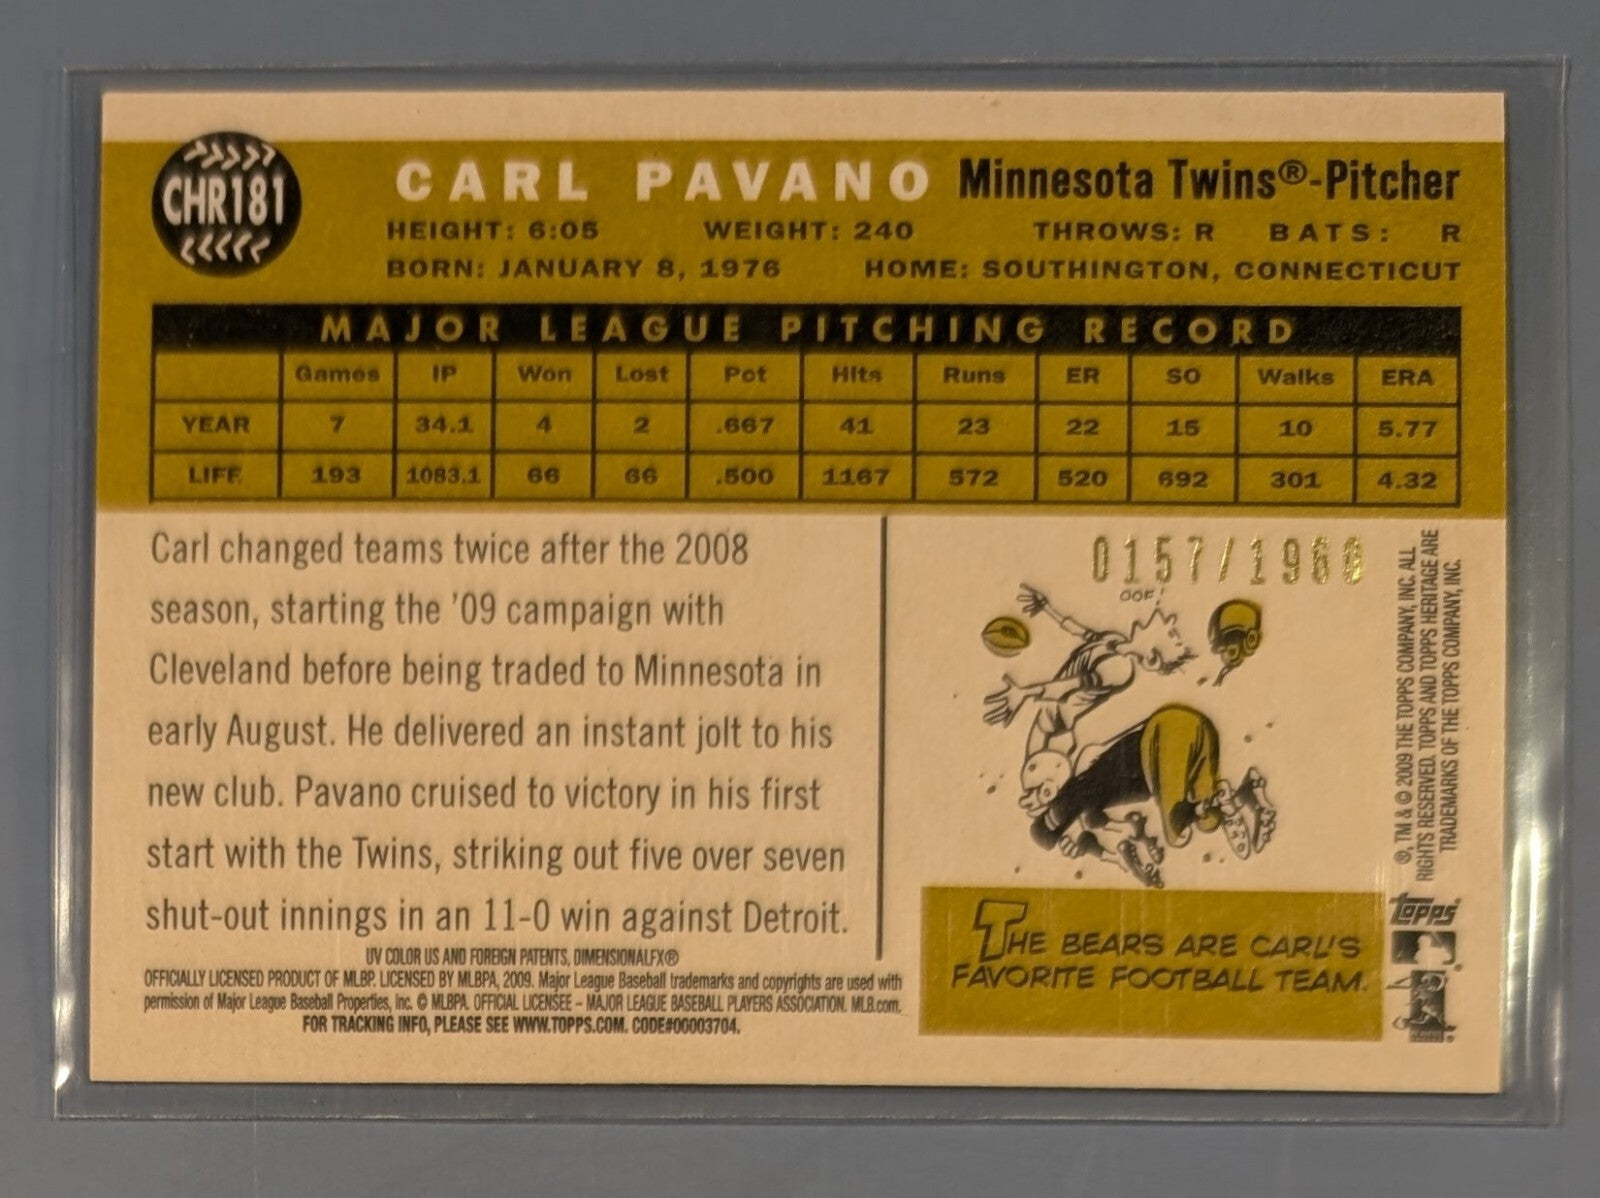 CHR181
CARL PAVANO Minnesota Twins®-Pitcher
HEIGHT: 6:05 WEIGHT: 240 THROWS: R BATS: R
BORN: JANUARY 8, 1976 HOME: SOUTHINGTON, CONNECTICUT
MAJOR LEAGUE PITCHING RECORD
Games IP Won Lost Pct Hits Runs ER SO Walks ERA
YEAR 7 34.1 4 2 .667 41 23 22 15 10 5.77
LIFE 193 1083.1 66 66 .500 1167 572 520 692 301 4.32
Carl changed teams twice after the 2008
season, starting the '09 campaign with
Cleveland before being traded to Minnesota in
early August. He delivered an instant jolt to his
new club. Pavano cruised to victory in his first
start with the Twins, striking out five over seven
shut-out innings in an 11-0 win against Detroit.
UV COLOR US AND FOREIGN PATENTS, DIMENSIONALFX®
OFFICIALLY LICENSED PRODUCT OF MLBP. LICENSED BY MLBPA, 2009. Major League Baseball trademarks and copyrights are used with
permission of Major League Baseball Properties, Inc. © MLBPA. OFFICIAL LICENSEE – MAJOR LEAGUE BASEBALL PLAYERS ASSOCIATION. MLB.com.
FOR TRACKING INFO, PLEASE SEE WWW.TOPPS.COM. CODE#00003704.
0157/1960
OOF
THE BEARS ARE CARL'S
FAVORITE FOOTBALL TEAM.
®, TM & © 2009 THE TOPPS COMPANY, INC. ALL
RIGHTS RESERVED. TOPPS AND TOPPS HERITAGE ARE
TRADEMARKS OF THE TOPPS COMPANY, INC.
Topps